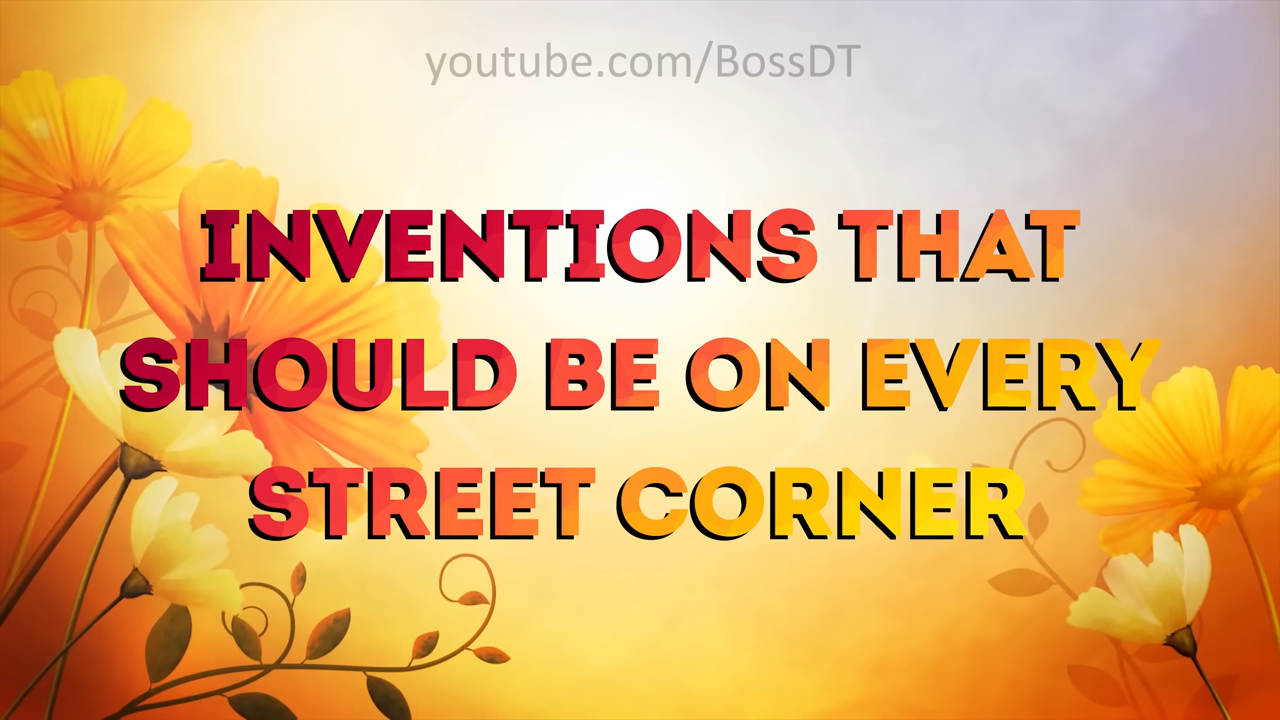 youtube.com/BossDT
INVENTIONS THAT
SHOULD BE ON EVERY
STREET CORNER